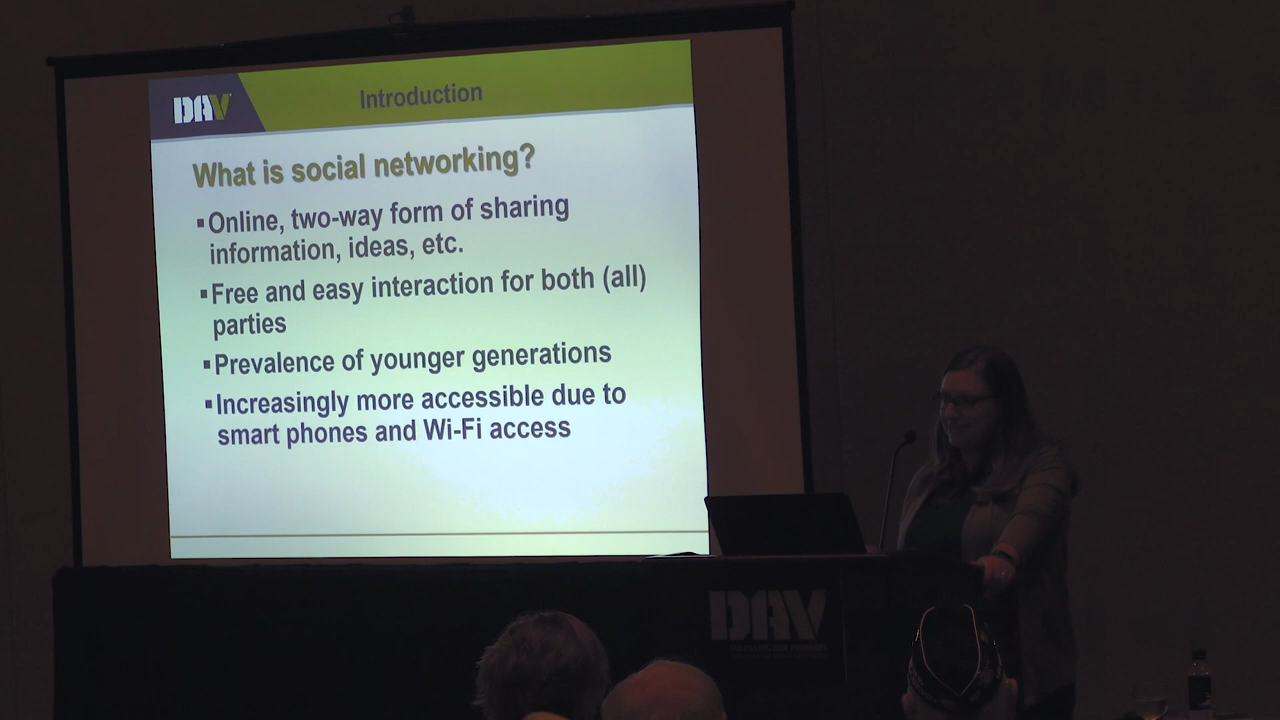 DAV
Introduction
What is social networking?
▪Online, two-way form of sharing
information, ideas, etc.
▪Free and easy interaction for both (all)
parties
▪Prevalence of younger generations
▪Increasingly more accessible due to
smart phones and Wi-Fi access
DAV